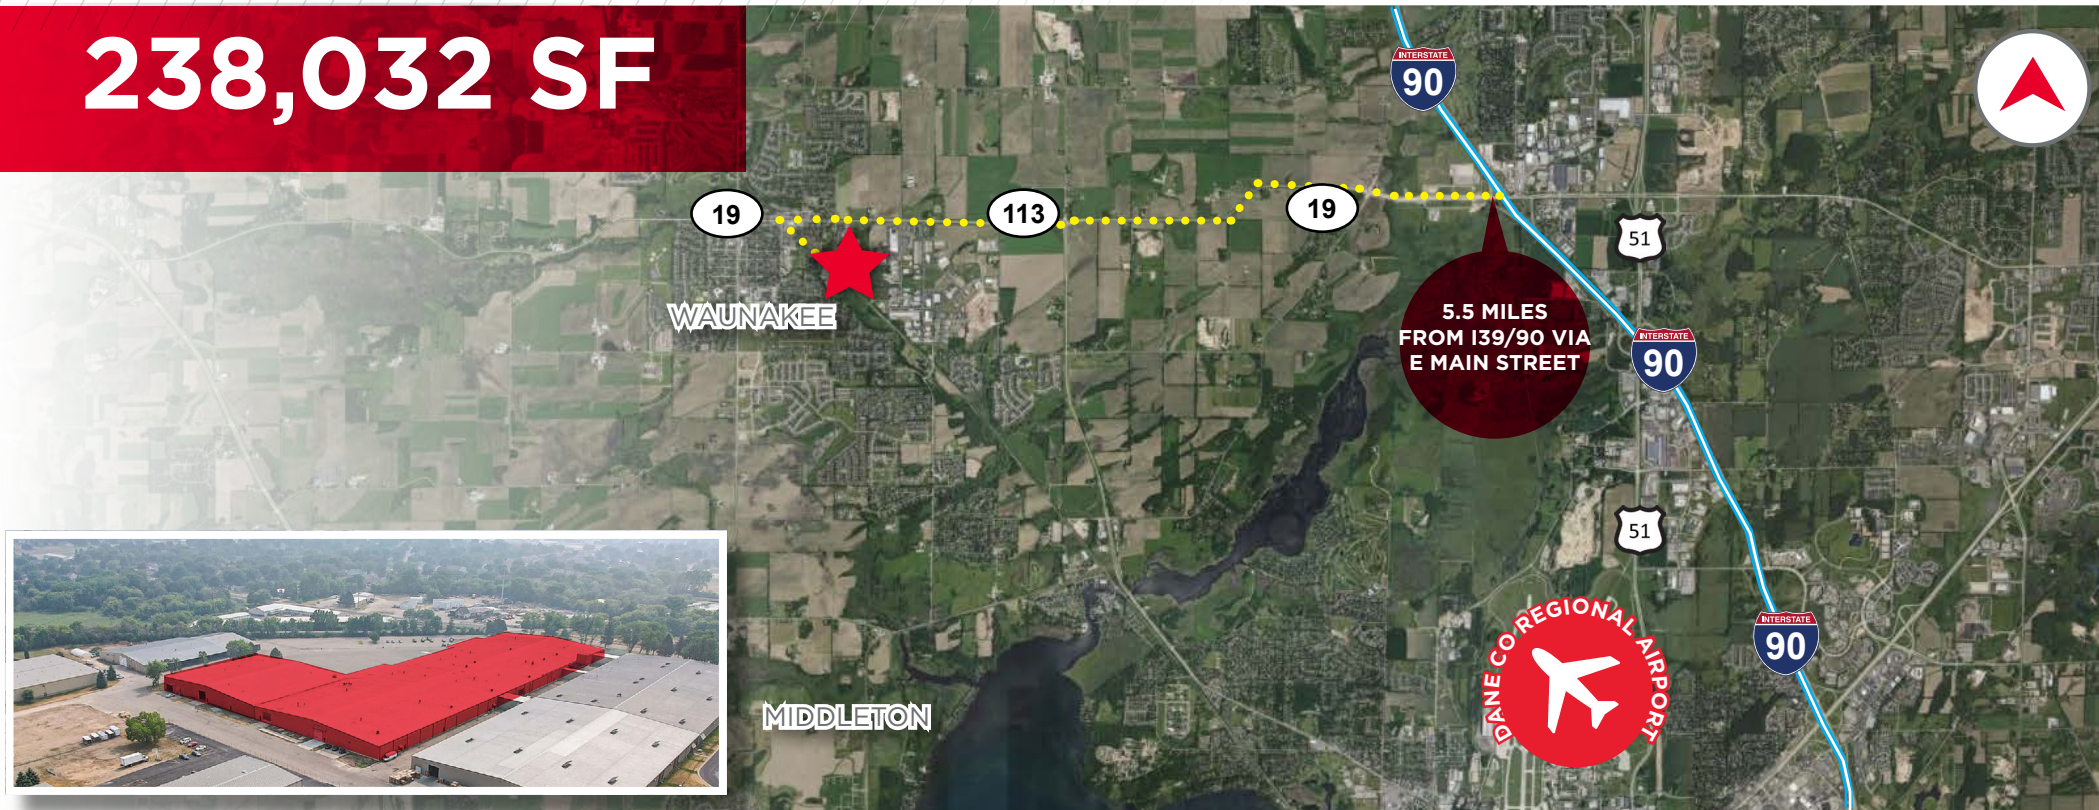 238,032 SF
INTERSTATE
90
19
113
19
51
WAUNAKEE
5.5 MILES
FROM I39/90 VIA
E MAIN STREET
INTERSTATE
90
51
DANE CO REGIONAL AIRPORT
INTERSTATE
90
MIDDLETON